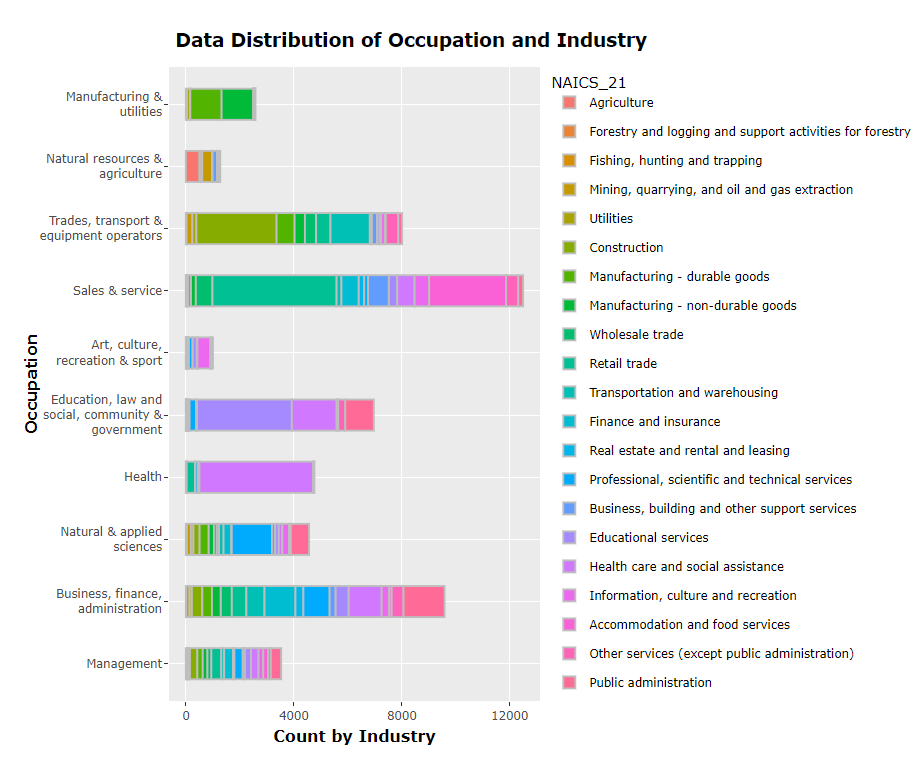 Data Distribution of Occupation and Industry
Manufacturing &
utilities
Natural resources &
agriculture
Trades, transport &
equipment operators
Sales & service
Art, culture,
recreation & sport
Education, law and
social, community &
government
Health
Natural & applied
sciences
Business, finance,
administration
Management
Occupation
0
4000
8000
12000
Count by Industry
NAICS_21
Agriculture
Forestry and logging and support activities for forestry
Fishing, hunting and trapping
Mining, quarrying, and oil and gas extraction
Utilities
Construction
Manufacturing - durable goods
Manufacturing - non-durable goods
Wholesale trade
Retail trade
Transportation and warehousing
Finance and insurance
Real estate and rental and leasing
Professional, scientific and technical services
Business, building and other support services
Educational services
Health care and social assistance
Information, culture and recreation
Accommodation and food services
Other services (except public administration)
Public administration